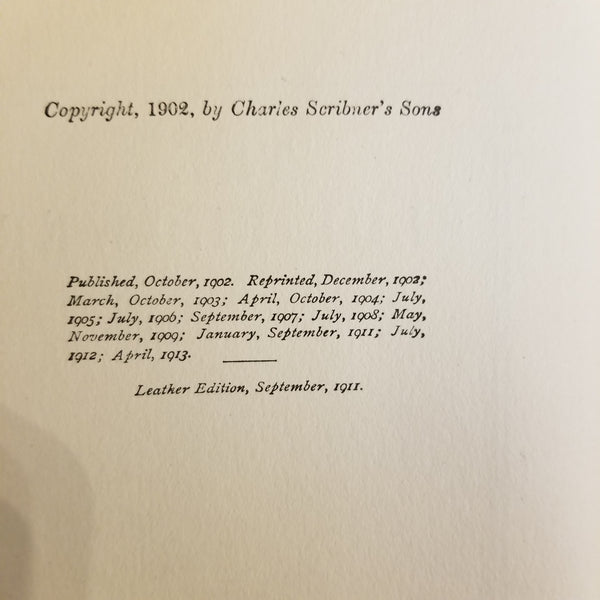 Copyright, 1902, by Charles Scribner's Sons
Published, October, 1902. Reprinted, December, 1902;
March, October, 1903; April, October, 1904; July,
1905; July, 1906; September, 1907; July, 1908; May,
November, 1909; January, September, 1911; July,
1912; April, 1913.
Leather Edition, September, 1911.